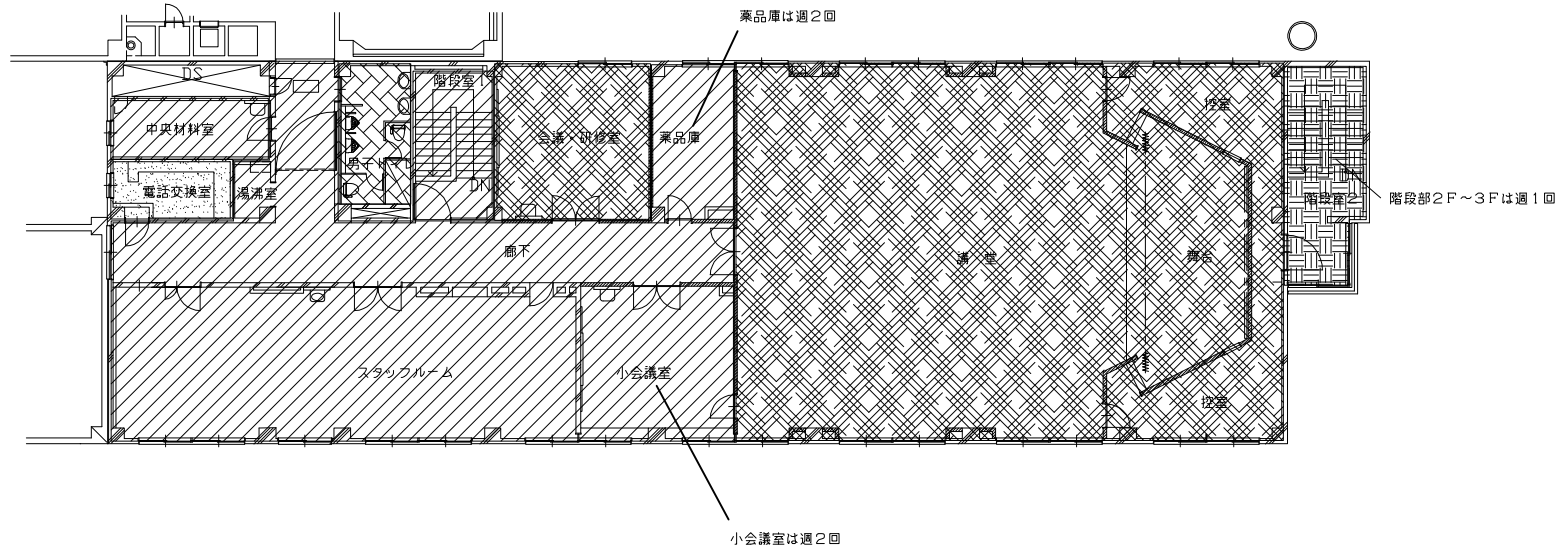 薬品庫は週２回
DS
階段室１
控室
中央材料室
会議・研修室
薬品庫
男子トイレ
電話交換室
湯沸室
DN
階段室２
階段部２Ｆ～３Ｆは週１回
廊下
講　堂
舞台
スタッフルーム
小会議室
控室
小会議室は週２回